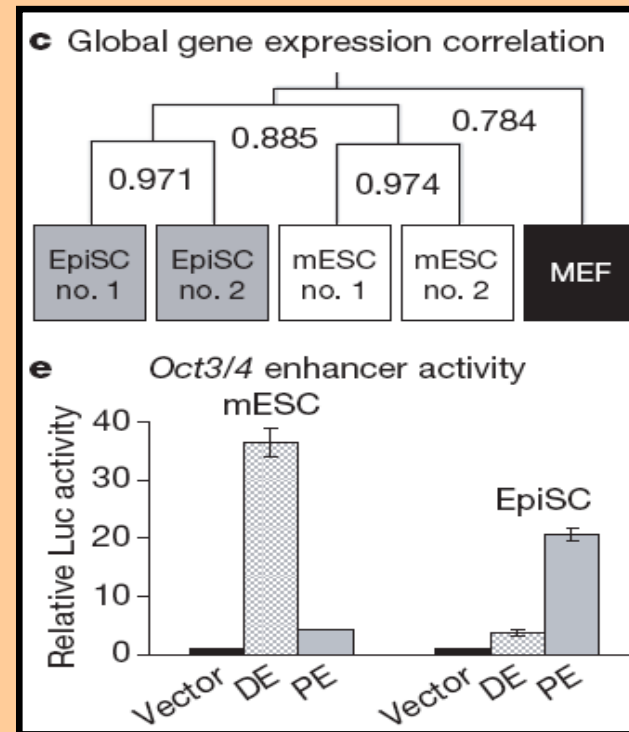 c Global gene expression correlation
0.784
0.885
0.971 0.974
EpiSC no. 1
EpiSC no. 2
mESC no. 1
mESC no. 2
MEF
e Oct3/4 enhancer activity
mESC
EpiSC
Relative Luc activity
40
30
20
10
0
Vector DE PE Vector DE PE